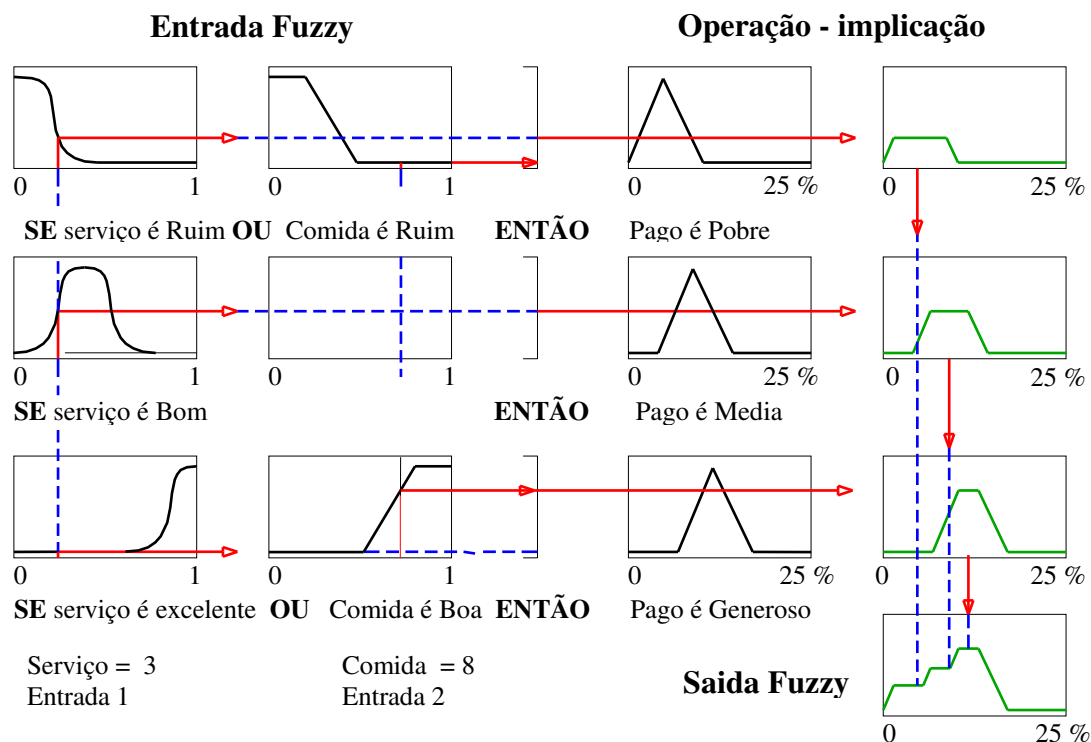 Entrada Fuzzy
Operação - implicação
0 1 0 1 0 25 % 0 25 %
SE serviço é Ruim OU Comida é Ruim ENTÃO Pago é Pobre
0 1 0 1 0 25 % 0 25 %
SE serviço é Bom ENTÃO Pago é Media
0 1 0 1 0 25 % 0 25 %
SE serviço é excelente OU Comida é Boa ENTÃO Pago é Generoso
Serviço = 3
Entrada 1
Comida = 8
Entrada 2
Saida Fuzzy
0 25 %